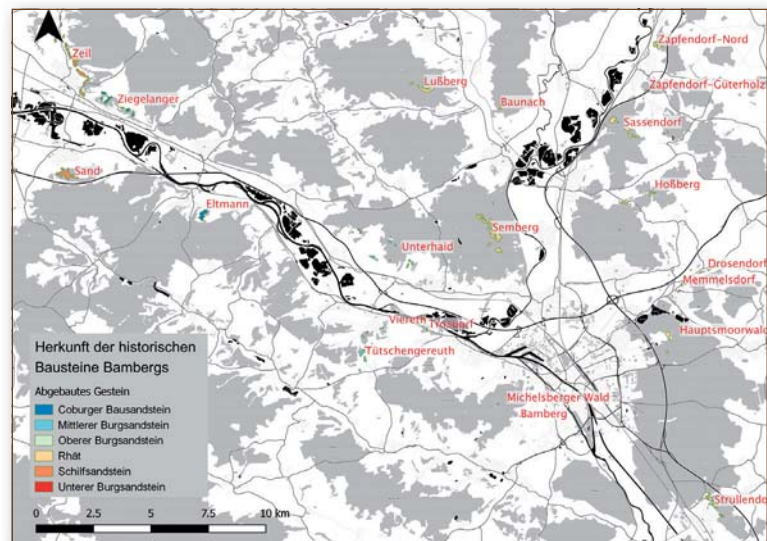 Zeil
Zapfendorf-Nord
Lußberg
Ziegelanger
Baunach
Zapfendorf-Güterholz
Sassendorf
Sand
Hoßberg
Eltmann
Semberg
Unterhaid
Drosendorf
Memmelsdorf
Viereth Trosdorf
Hauptsmoorwald
Tütschengereuth
Michelsberger Wald
Bamberg
Strullendo
Herkunft der historischen
Bausteine Bambergs
Abgebautes Gestein
Coburger Bausandstein
Mittlerer Burgsandstein
Oberer Burgsandstein
Rhät
Schilfsandstein
Unterer Burgsandstein
0 2.5 5 7.5 10 km